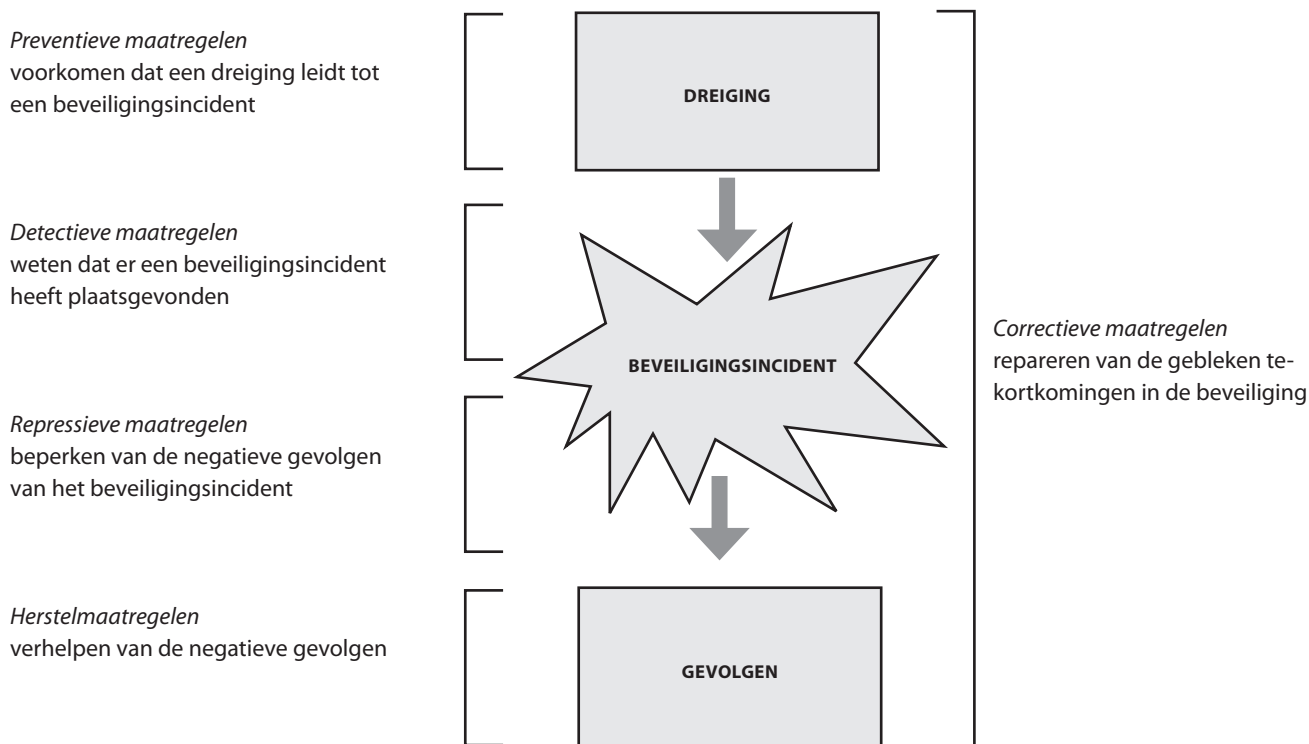 Preventieve maatregelen
voorkomen dat een dreiging leidt tot
een beveiligingsincident
DREIGING
Detectieve maatregelen
weten dat er een beveiligingsincident
heeft plaatsgevonden
BEVEILIGINGSINCIDENT
Correctieve maatregelen
repareren van de gebleken te-
kortkomingen in de beveiliging
Repressieve maatregelen
beperken van de negatieve gevolgen
van het beveiligingsincident
Herstelmaatregelen
verhelpen van de negatieve gevolgen
GEVOLGEN